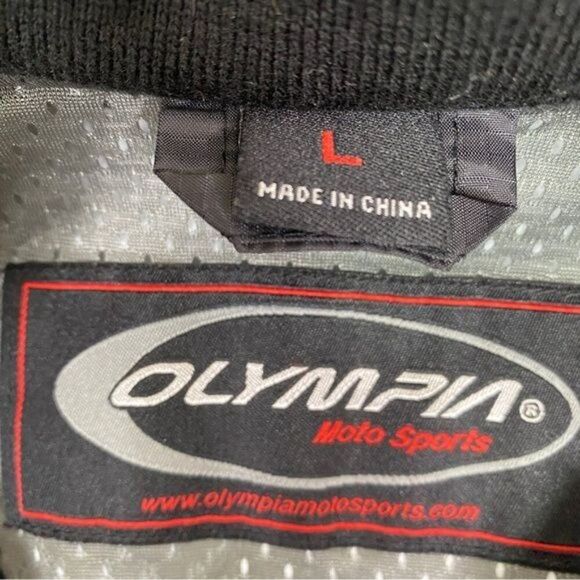 L
MADE IN CHINA
OLYMPIA®
Moto Sports
www.olympiamotosports.com